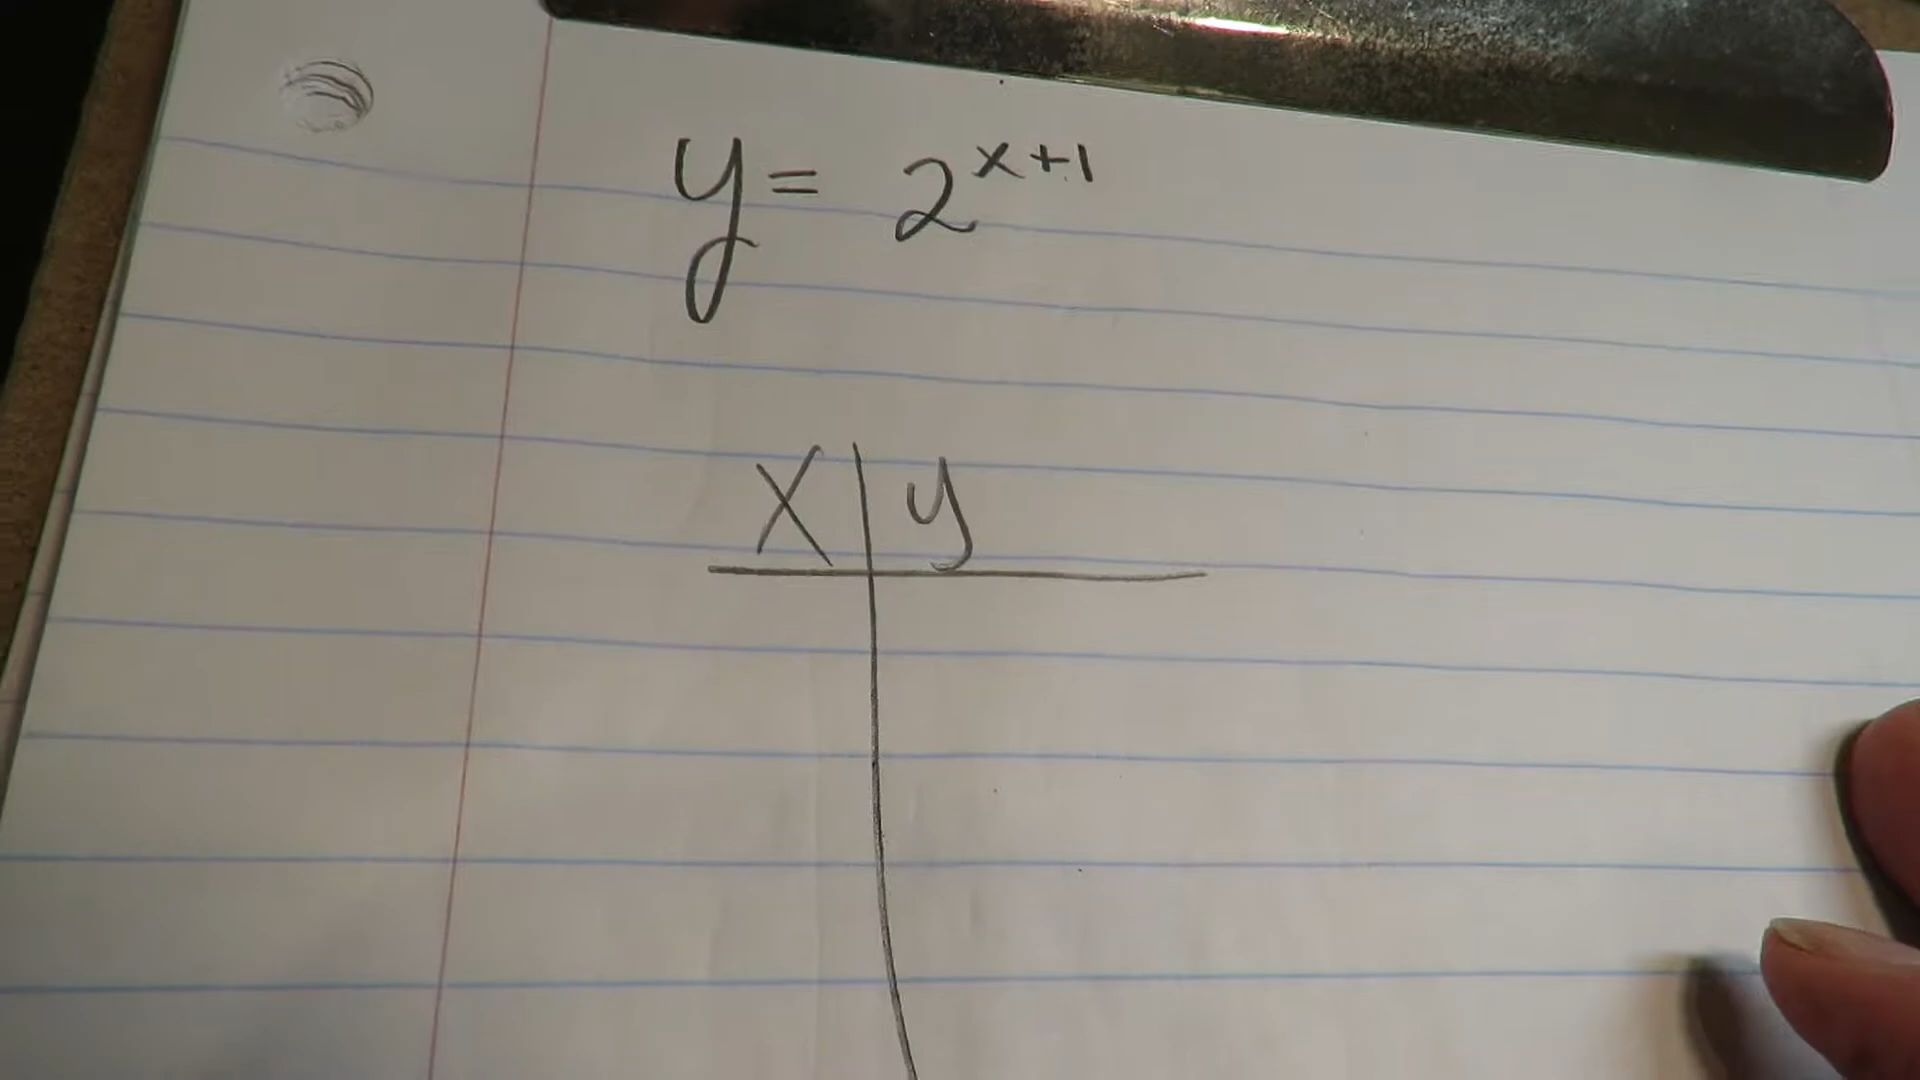 y = 2^{x+1}
x | y